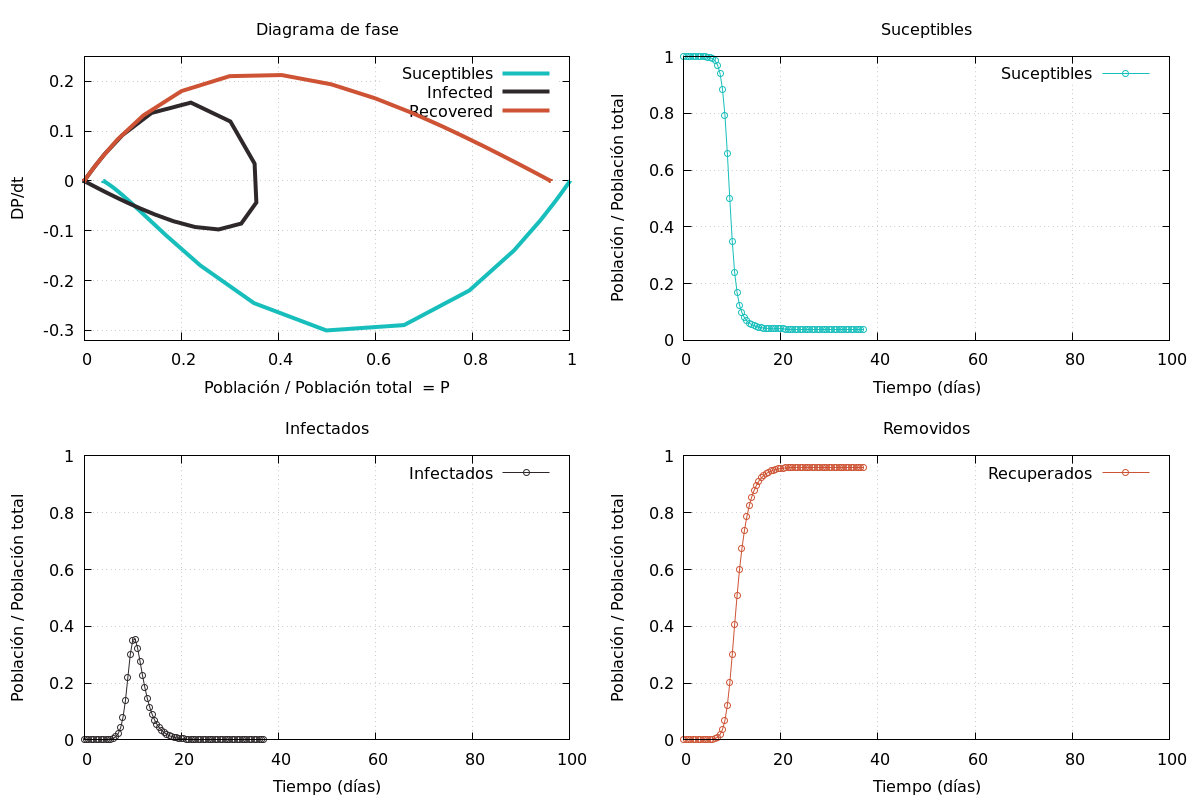 Diagrama de fase
Suceptibles
Infected
Recovered
0.2
0.1
0
-0.1
-0.2
-0.3
DP/dt
0 0.2 0.4 0.6 0.8 1
Población / Población total = P
Suceptibles
Suceptibles
1
0.8
0.6
0.4
0.2
0
Población / Población total
0 20 40 60 80 100
Tiempo (días)
Infectados
Infectados
1
0.8
0.6
0.4
0.2
0
Población / Población total
0 20 40 60 80 100
Tiempo (días)
Removidos
Recuperados
1
0.8
0.6
0.4
0.2
0
Población / Población total
0 20 40 60 80 100
Tiempo (días)